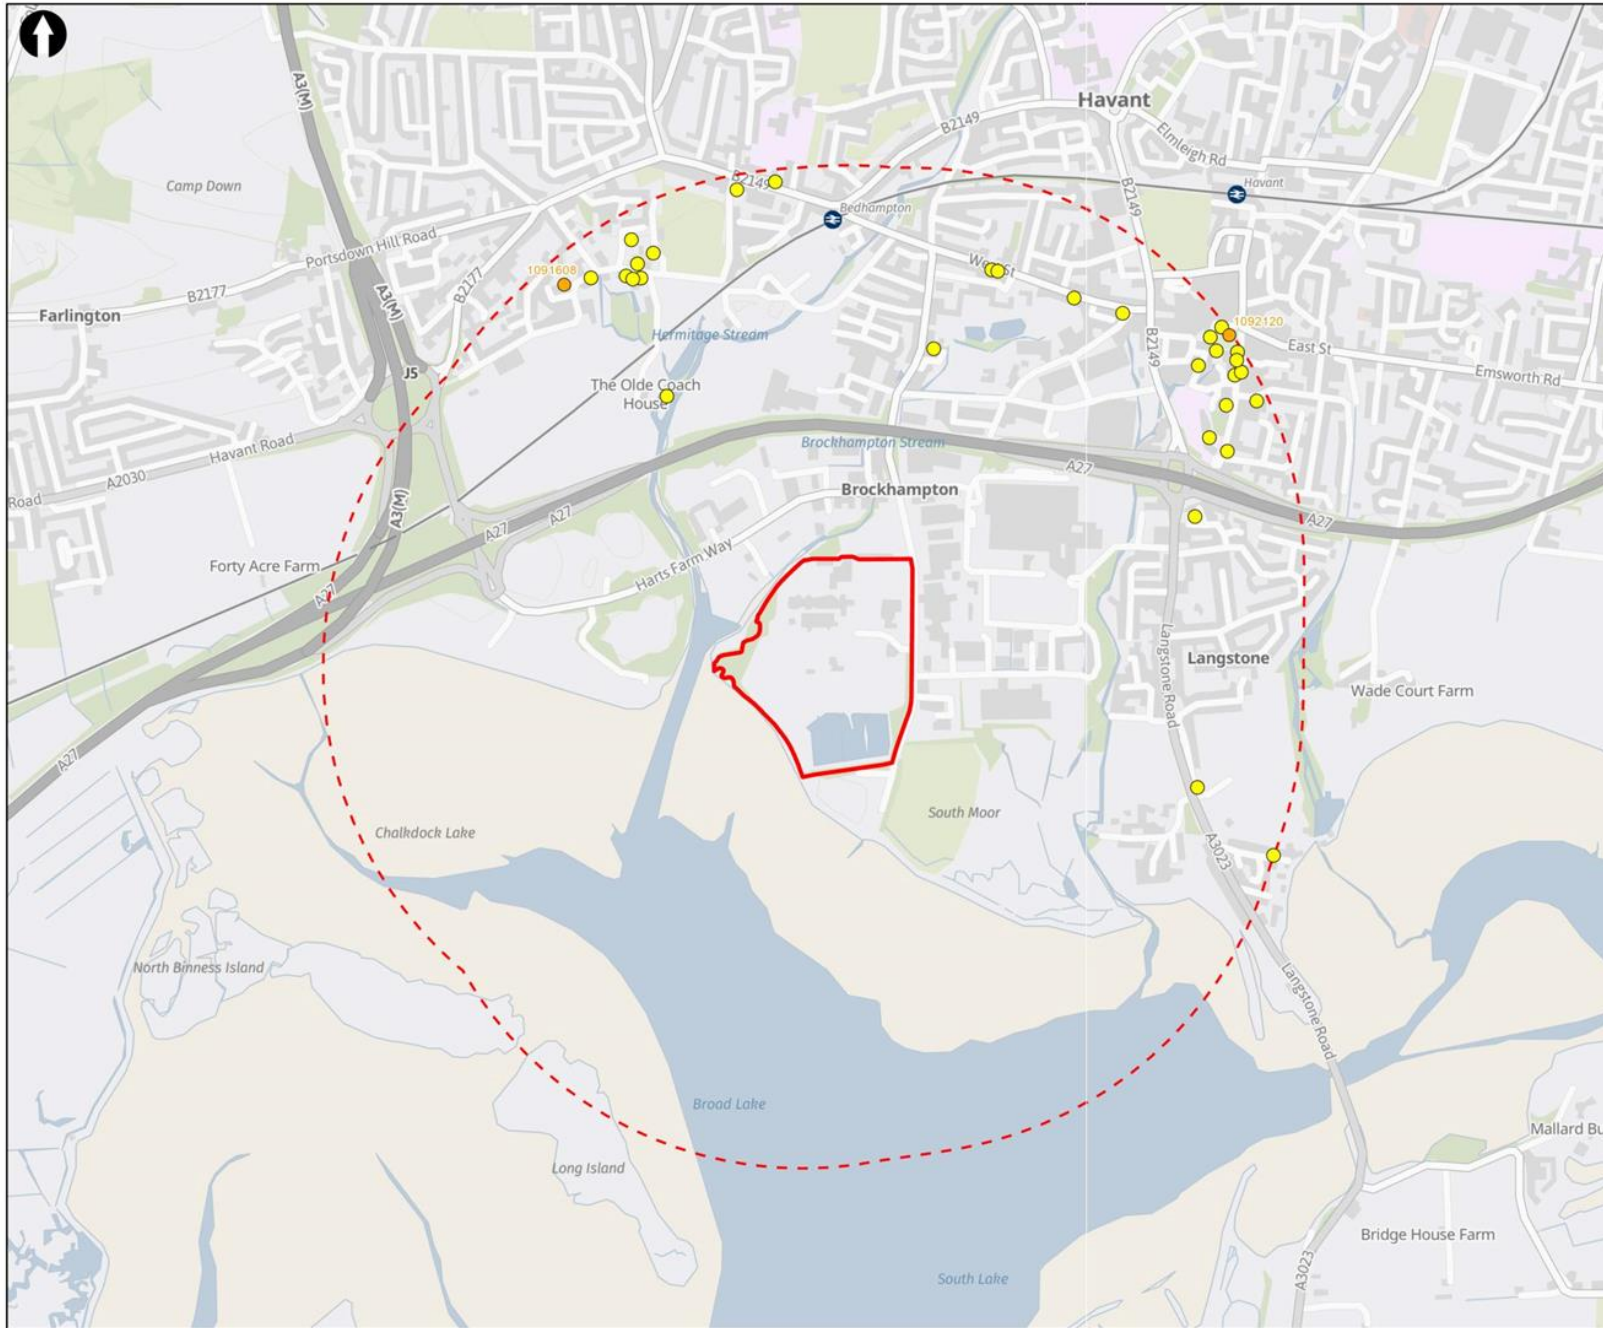 A3(M)
Havant
B2149
Elmleigh Rd
Camp Down
B2149
B2149
Havant
Bedhampton
Portsdown Hill Road
West St
1091608
A3(M)
B2177
B2177
Farlington
1092120
Hermitage Stream
East St
B2149
Emsworth Rd
J5
The Olde Coach
House
Havant Road
Brockhampton Stream
A27
A2030
Road
Brockhampton
A3(M)
A27
A27
A27
Harts Farm Way
Forty Acre Farm
A27
Langstone Road
Langstone
Wade Court Farm
A27
South Moor
Chalkdock Lake
A3023
North Binness Island
Langstone Road
Broad Lake
Mallard Bu
Long Island
Bridge House Farm
A3023
South Lake